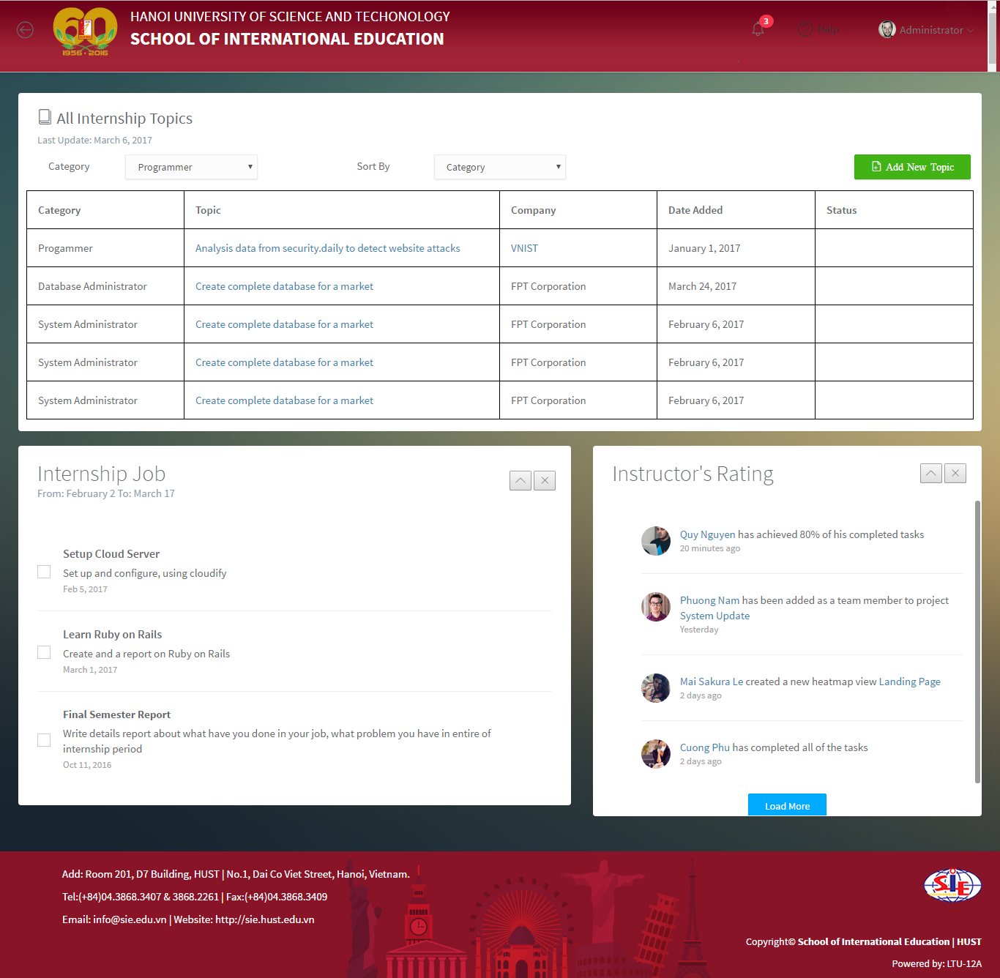 60
1956 - 2016
HANOI UNIVERSITY OF SCIENCE AND TECHONOLOGY
SCHOOL OF INTERNATIONAL EDUCATION
3
Help
Administrator
All Internship Topics
Last Update: March 6, 2017
Category
Programmer
Sort By
Category
Add New Topic
Category Topic Company Date Added Status
Progammer Analysis data from security.daily to detect website attacks VNIST January 1, 2017
Database Administrator Create complete database for a market FPT Corporation March 24, 2017
System Administrator Create complete database for a market FPT Corporation February 6, 2017
System Administrator Create complete database for a market FPT Corporation February 6, 2017
System Administrator Create complete database for a market FPT Corporation February 6, 2017
Internship Job
From: February 2 To: March 17
Setup Cloud Server
Set up and configure, using cloudify
Feb 5, 2017
Learn Ruby on Rails
Create and a report on Ruby on Rails
March 1, 2017
Final Semester Report
Write details report about what have you done in your job, what problem you have in entire of
internship period
Oct 11, 2016
Instructor's Rating
Quy Nguyen has achieved 80% of his completed tasks
20 minutes ago
Phuong Nam has been added as a team member to project
System Update
Yesterday
Mai Sakura Le created a new heatmap view Landing Page
2 days ago
Cuong Phu has completed all of the tasks
2 days ago
Load More
Add: Room 201, D7 Building, HUST | No.1, Dai Co Viet Street, Hanoi, Vietnam.
Tel:(+84)04.3868.3407 & 3868.2261 | Fax:(+84)04.3868.3409
Email: info@sie.edu.vn | Website: http://sie.hust.edu.vn
SIE
Copyright© School of International Education | HUST
Powered by: LTU-12A